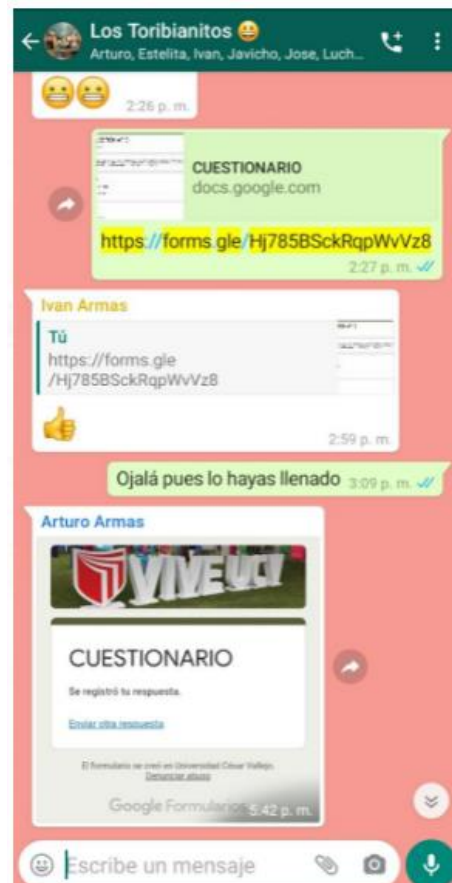 Los Toribianitos
Arturo, Estelita, Ivan, Javicho, Jose, Luch...
2:26 p. m.
CUESTIONARIO
docs.google.com
https://forms.gle/Hj785BSckRqpWvVz8
2:27 p. m.
Ivan Armas
Tú
https://forms.gle
/Hj785BSckRqpWvVz8
2:59 p. m.
Ojalá pues lo hayas llenado 3:09 p. m.
Arturo Armas
VIVE UCV
CUESTIONARIO
Se registró tu respuesta.
Enviar otra respuesta
El formulario se creó en Universidad César Vallejo.
Denunciar abuso
Google Formularios 5:42 p. m.
Escribe un mensaje